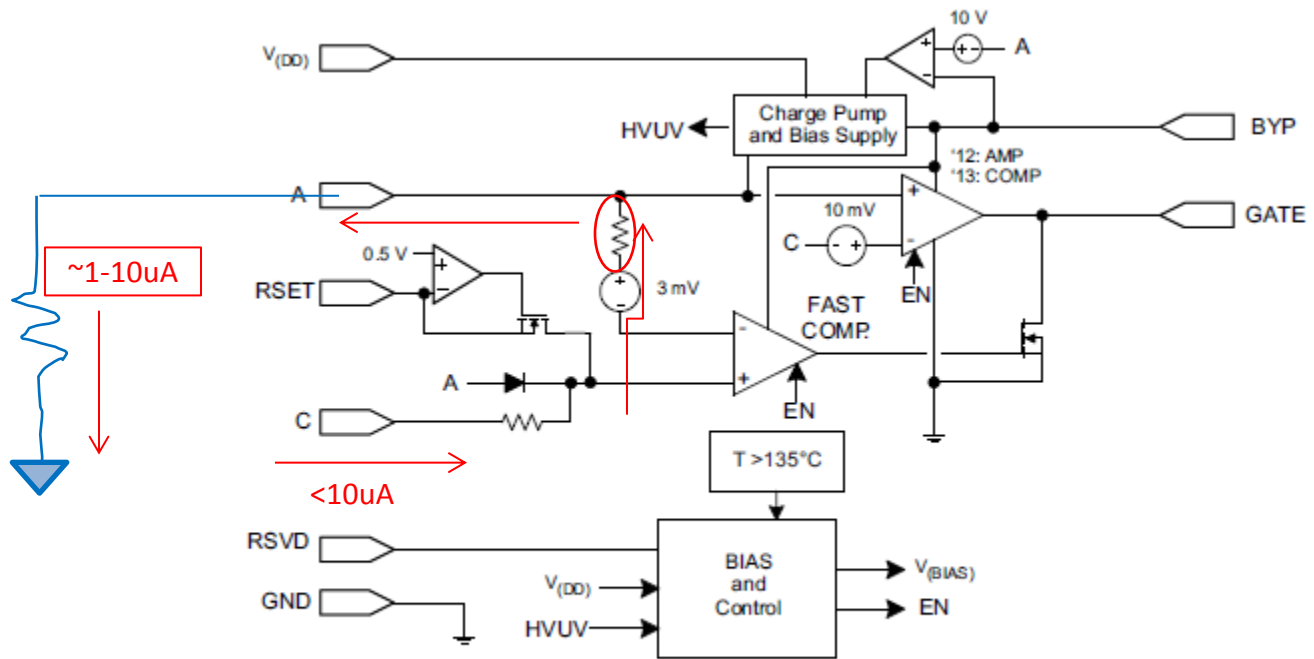 10 V
V(DD)
A
+
-
+ -
HVUV
Charge Pump
and Bias Supply
BYP
'12: AMP
'13: COMP
A
10 mV
+
-
GATE
C
- +
~1-10uA
0.5 V
+
-
RSET
+
-
3 mV
EN
FAST
COMP.
-
+
A
EN
C
T >135°C
<10uA
RSVD
BIAS
and
Control
V(DD)
V(BIAS)
GND
EN
HVUV